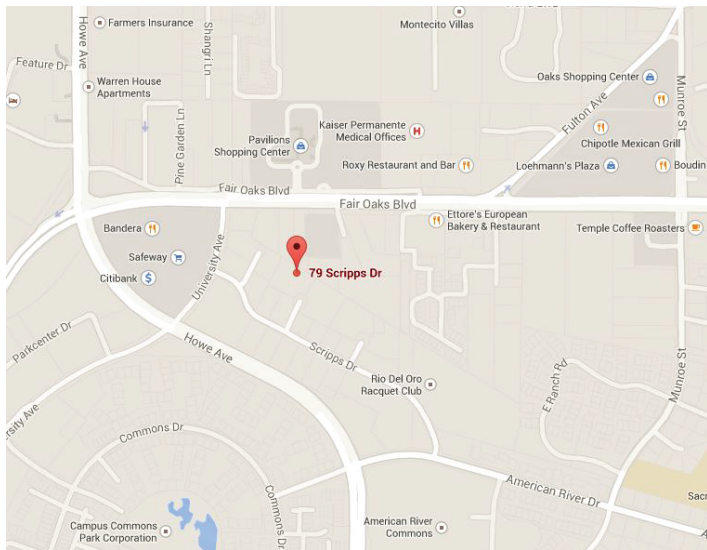 Howe Ave
Farmers Insurance
Shangri Ln
Montecito Villas
Feature Dr
Warren House
Apartments
Pine Garden Ln
Oaks Shopping Center
Munroe St
Fulton Ave
Kaiser Permanente
Medical Offices
Pavilions
Shopping Center
Chipotle Mexican Grill
Roxy Restaurant and Bar
Loehmann's Plaza
Boudin
Fair Oaks Blvd
Fair Oaks Blvd
Ettore's European
Bakery & Restaurant
Temple Coffee Roasters
Bandera
Safeway
Citibank
University Ave
79 Scripps Dr
Parkcenter Dr
Howe Ave
Scripps Dr
Rio Del Oro
Racquet Club
E Ranch Rd
Munroe St
ersity Ave
Commons Dr
American River Dr
Sacr
Commons Dr
Campus Commons
Park Corporation
American River
Commons
A